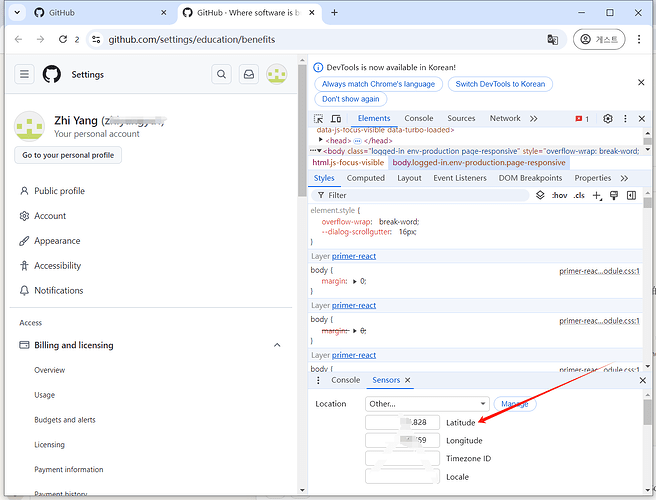 GitHub
GitHub - Where software is b
2
github.com/settings/education/benefits
게스트
Settings
Zhi Yang
Your personal account
Go to your personal profile
Public profile
Account
Appearance
Accessibility
Notifications
Access
Billing and licensing
Overview
Usage
Budgets and alerts
Licensing
Payment information
Payment history
DevTools is now available in Korean!
Always match Chrome's language
Switch DevTools to Korean
Don't show again
Elements Console Sources Network 1
data-js-focus-visible data-turbo-loaded>
<head> ··· </head>
<body class="logged-in env-production page-responsive" style="overflow-wrap: break-word;
html.js-focus-visible body.logged-in.env-production.page-responsive
Styles Computed Layout Event Listeners DOM Breakpoints Properties
Filter :hov .cls
element.style {
overflow-wrap: break-word;
--dialog-scrollgutter: 16px;
}
Layer primer-react
body { primer-reac…odule.css:1
margin: 0;
}
Layer primer-react
body { primer-reac…odule.css:1
margin: 0;
}
Layer primer-react
body { primer-reac…odule.css:1
Console Sensors
Location Other... Manage
.828 Latitude
59 Longitude
Timezone ID
Locale